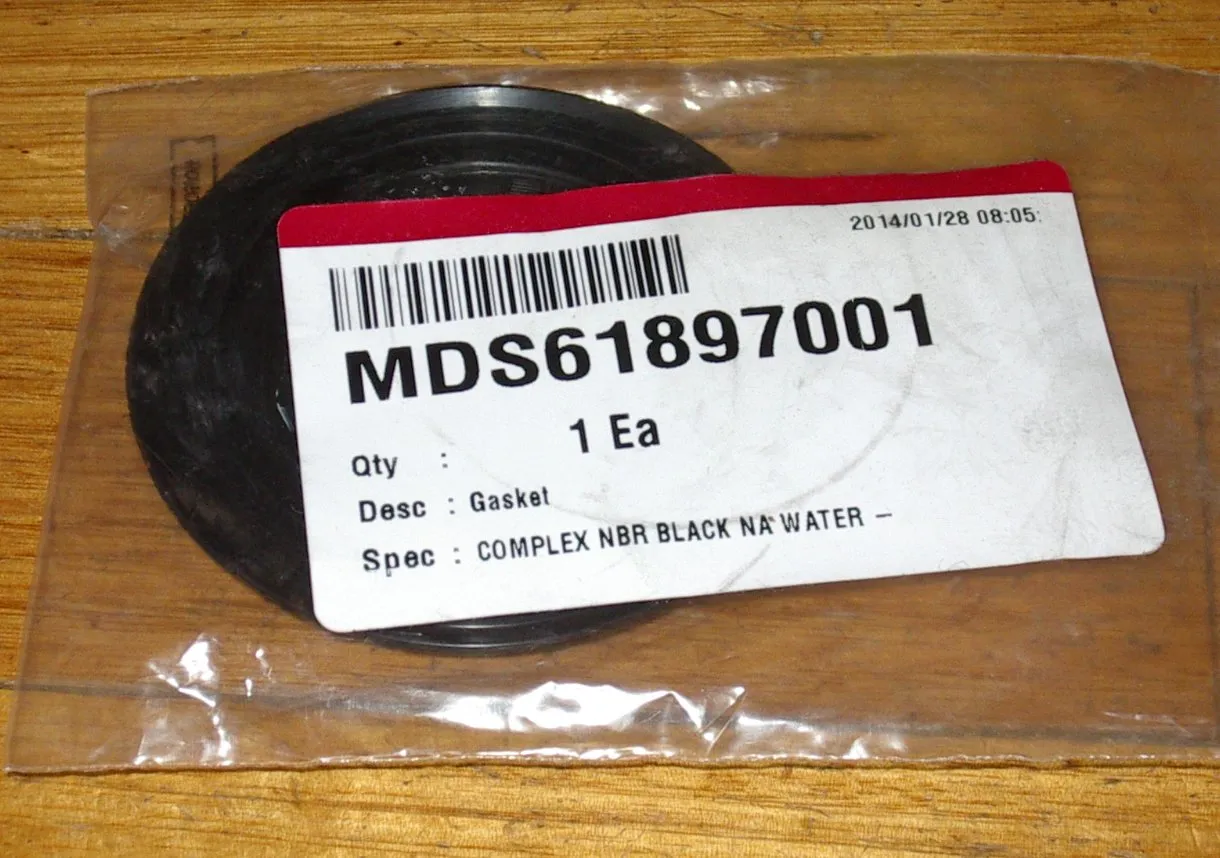 2014/01/28 08:05:
MDS61897001
Qty : 1 Ea
Desc : Gasket
Spec : COMPLEX NBR BLACK NA WATER –